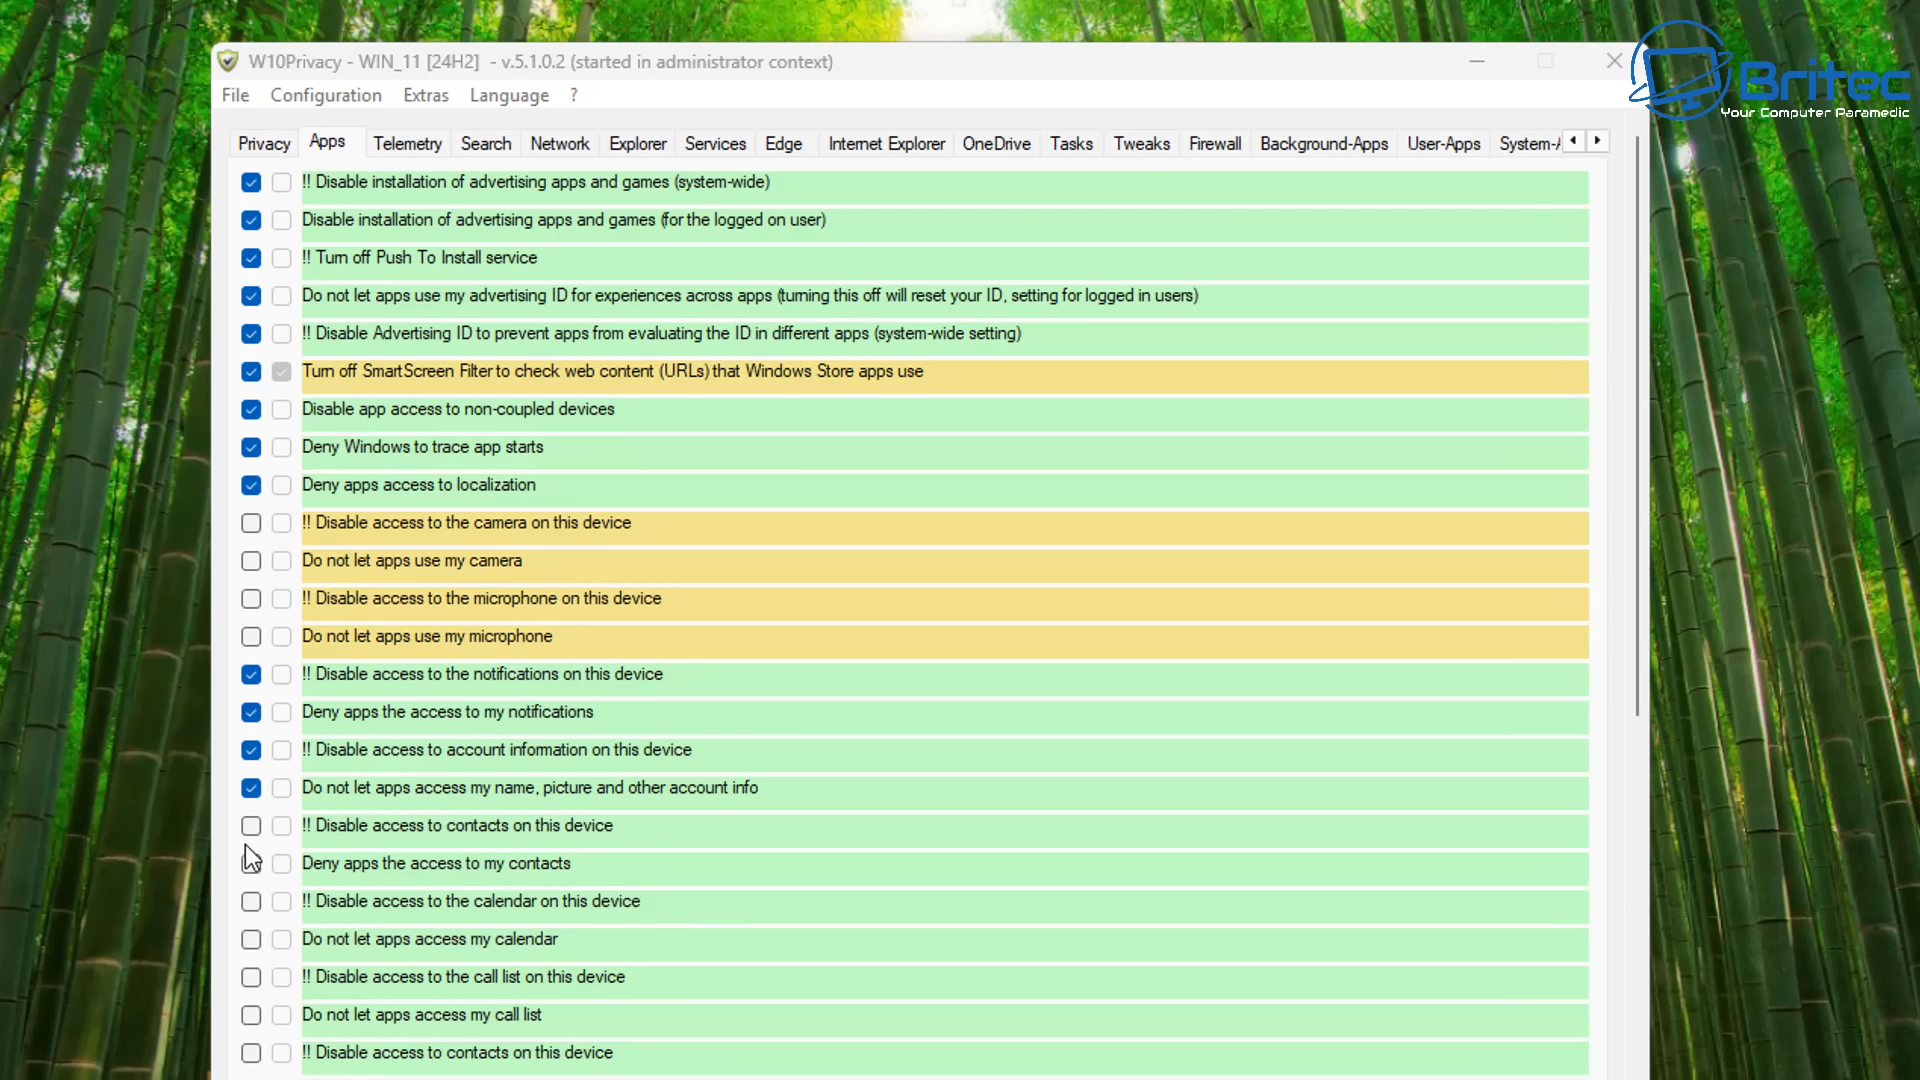 W10Privacy - WIN_11 [24H2] - v.5.1.0.2 (started in administrator context)
Britec
Your Computer Paramedic
File Configuration Extras Language ?
Privacy Apps Telemetry Search Network Explorer Services Edge Internet Explorer OneDrive Tasks Tweaks Firewall Background-Apps User-Apps System-A
!! Disable installation of advertising apps and games (system-wide)
Disable installation of advertising apps and games (for the logged on user)
!! Turn off Push To Install service
Do not let apps use my advertising ID for experiences across apps (turning this off will reset your ID, setting for logged in users)
!! Disable Advertising ID to prevent apps from evaluating the ID in different apps (system-wide setting)
Turn off SmartScreen Filter to check web content (URLs) that Windows Store apps use
Disable app access to non-coupled devices
Deny Windows to trace app starts
Deny apps access to localization
!! Disable access to the camera on this device
Do not let apps use my camera
!! Disable access to the microphone on this device
Do not let apps use my microphone
!! Disable access to the notifications on this device
Deny apps the access to my notifications
!! Disable access to account information on this device
Do not let apps access my name, picture and other account info
!! Disable access to contacts on this device
Deny apps the access to my contacts
!! Disable access to the calendar on this device
Do not let apps access my calendar
!! Disable access to the call list on this device
Do not let apps access my call list
!! Disable access to contacts on this device